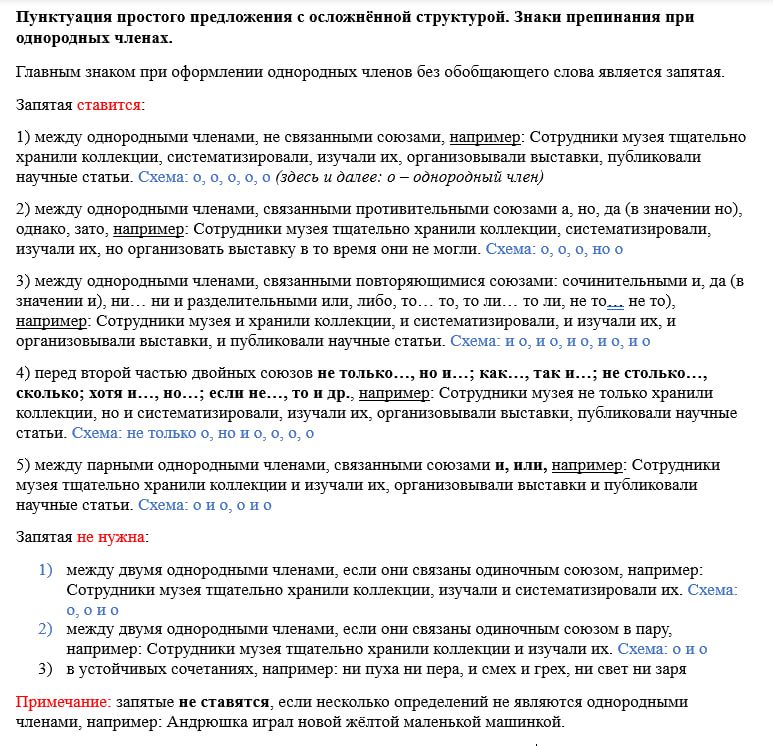 Пунктуация простого предложения с осложнённой структурой. Знаки препинания при
однородных членах.
Главным знаком при оформлении однородных членов без обобщающего слова является запятая.
Запятая ставится:
1) между однородными членами, не связанными союзами, например: Сотрудники музея тщательно
хранили коллекции, систематизировали, изучали их, организовывали выставки, публиковали
научные статьи. Схема: о, о, о, о, о (здесь и далее: о – однородный член)
2) между однородными членами, связанными противительными союзами а, но, да (в значении но),
однако, зато, например: Сотрудники музея тщательно хранили коллекции, систематизировали,
изучали их, но организовать выставку в то время они не могли. Схема: о, о, о, но о
3) между однородными членами, связанными повторяющимися союзами: сочинительными и, да (в
значении и), ни… ни и разделительными или, либо, то… то, то ли… то ли, не то… не то),
например: Сотрудники музея и хранили коллекции, и систематизировали, и изучали их, и
организовывали выставки, и публиковали научные статьи. Схема: и о, и о, и о, и о, и о
4) перед второй частью двойных союзов не только…, но и…; как…, так и…; не столько…,
сколько; хотя и…, но…; если не…, то и др., например: Сотрудники музея не только хранили
коллекции, но и систематизировали, изучали их, организовывали выставки, публиковали научные
статьи. Схема: не только о, но и о, о, о, о
5) между парными однородными членами, связанными союзами и, или, например: Сотрудники
музея тщательно хранили коллекции и изучали их, организовывали выставки и публиковали
научные статьи. Схема: о и о, о и о
Запятая не нужна:
1) между двумя однородными членами, если они связаны одиночным союзом, например:
Сотрудники музея тщательно хранили коллекции, изучали и систематизировали их. Схема:
о, о и о
2) между двумя однородными членами, если они связаны одиночным союзом в пару,
например: Сотрудники музея тщательно хранили коллекции и изучали их. Схема: о и о
3) в устойчивых сочетаниях, например: ни пуха ни пера, и смех и грех, ни свет ни заря
Примечание: запятые не ставятся, если несколько определений не являются однородными
членами, например: Андрюшка играл новой жёлтой маленькой машинкой.